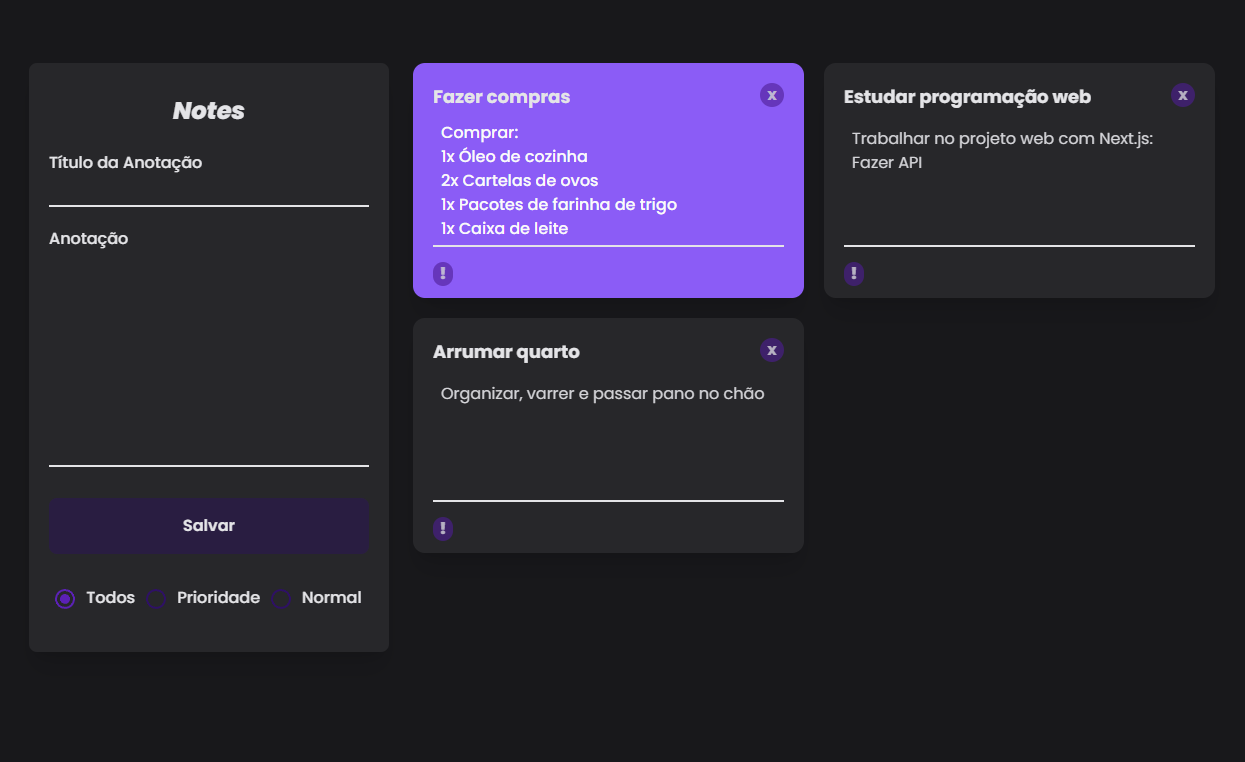 Notes
Título da Anotação
Anotação
Salvar
Todos Prioridade Normal
Fazer compras x
Comprar:
1x Óleo de cozinha
2x Cartelas de ovos
1x Pacotes de farinha de trigo
1x Caixa de leite
!
Estudar programação web x
Trabalhar no projeto web com Next.js:
Fazer API
!
Arrumar quarto x
Organizar, varrer e passar pano no chão
!